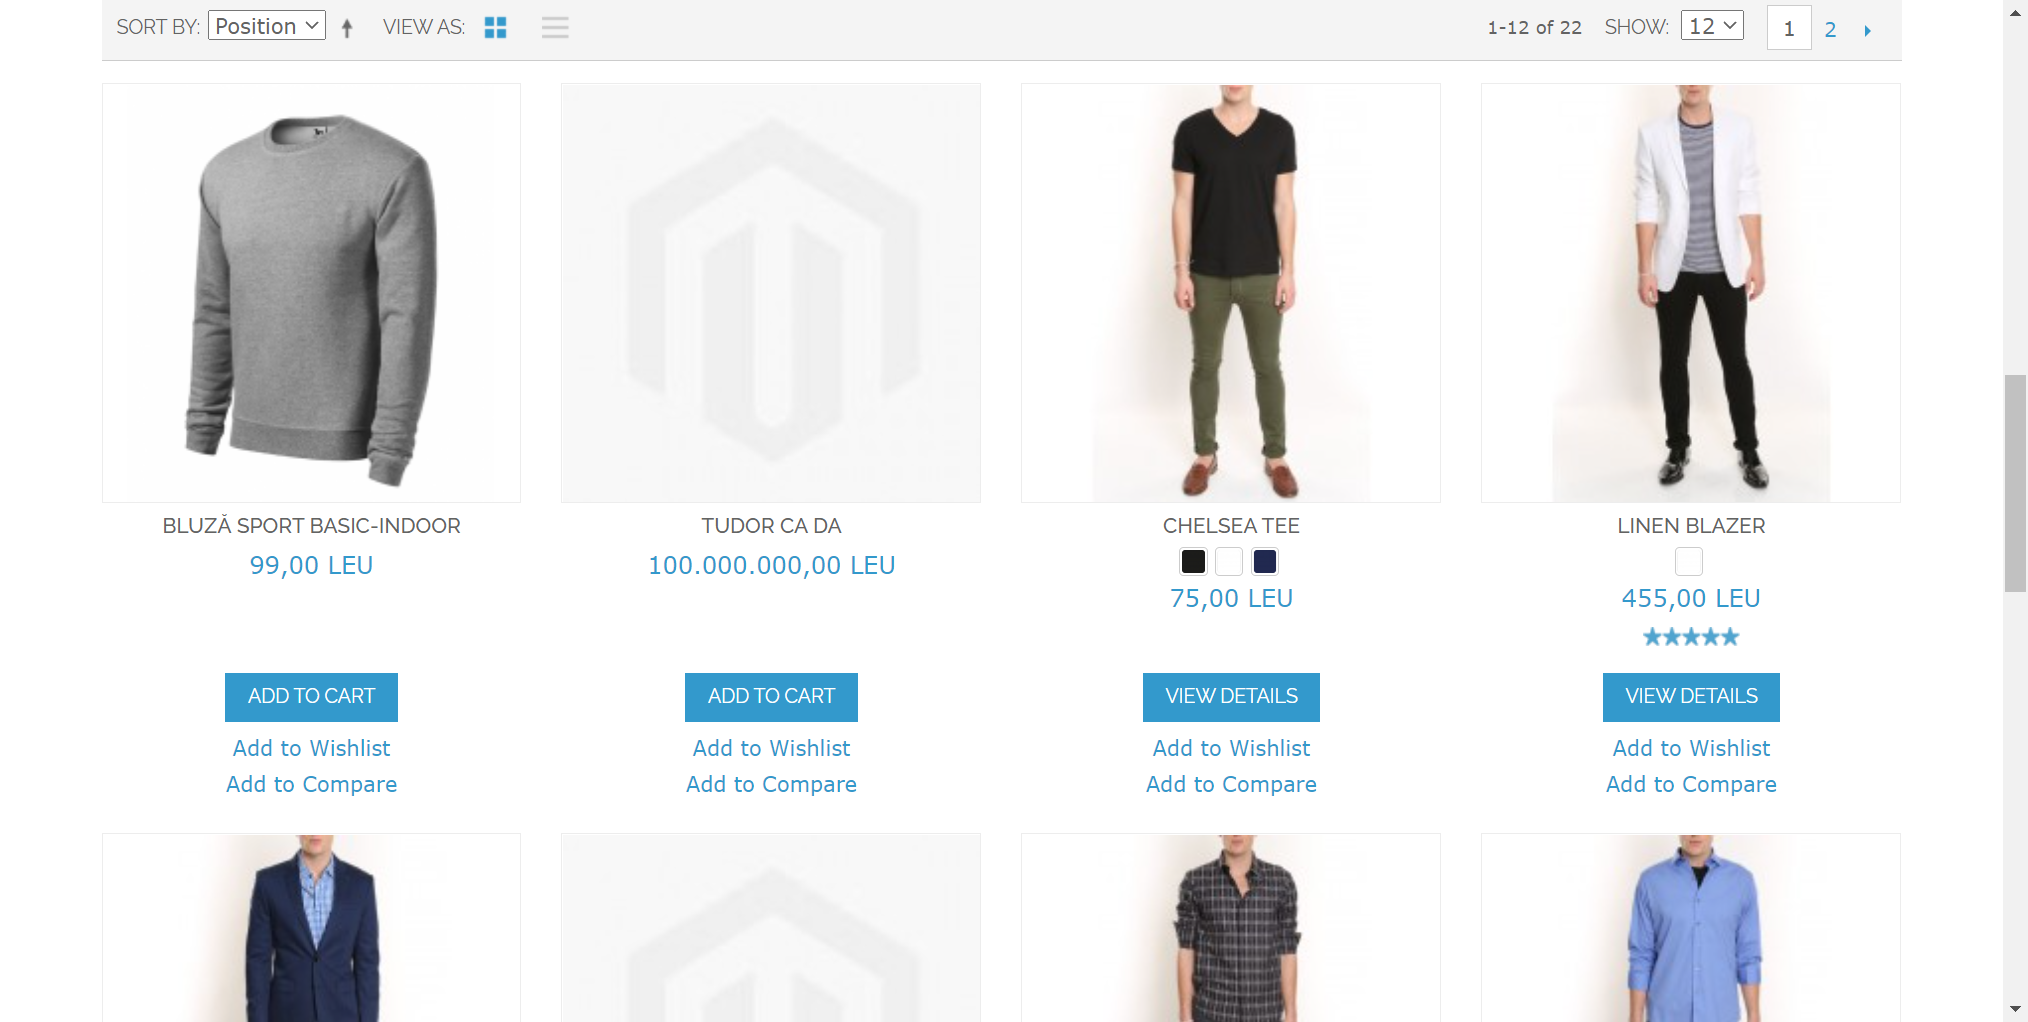 SORT BY: Position VIEW AS: 1-12 of 22 SHOW: 12 1 2
BLUZĂ SPORT BASIC-INDOOR
99,00 LEU
ADD TO CART
Add to Wishlist
Add to Compare
TUDOR CA DA
100.000.000,00 LEU
ADD TO CART
Add to Wishlist
Add to Compare
CHELSEA TEE
75,00 LEU
VIEW DETAILS
Add to Wishlist
Add to Compare
LINEN BLAZER
455,00 LEU
VIEW DETAILS
Add to Wishlist
Add to Compare